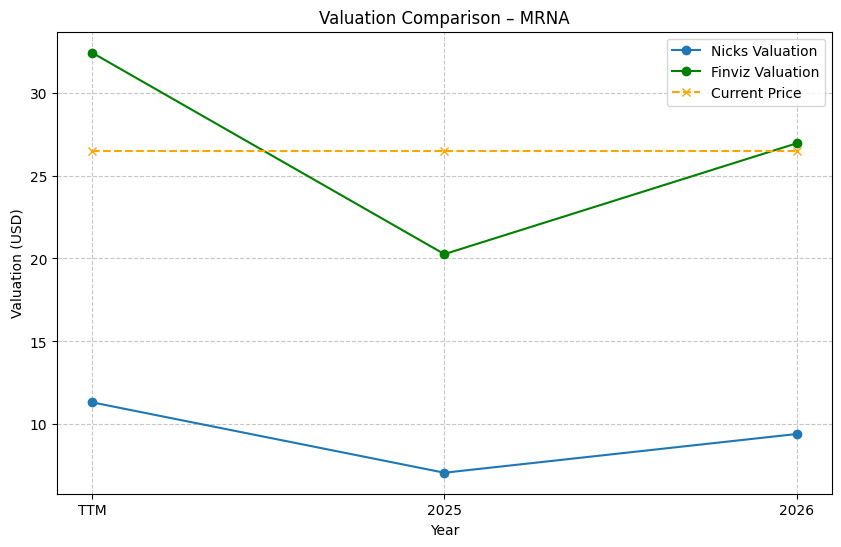 Valuation Comparison – MRNA
Nicks Valuation
Finviz Valuation
Current Price
Valuation (USD)
30
25
20
15
10
TTM
2025
2026
Year